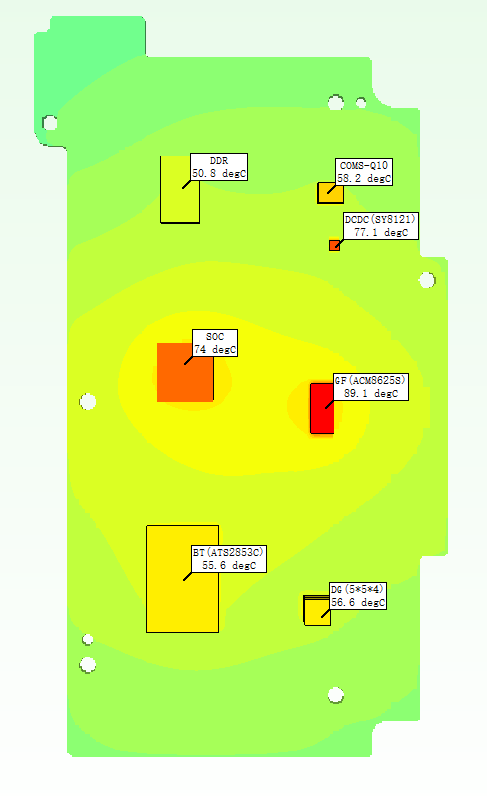 DDR
50.8 degC
COMS-Q10
58.2 degC
DCDC(SY8121)
77.1 degC
SOC
74 degC
GF(ACM8625S)
89.1 degC
BT(ATS2853C)
55.6 degC
DG(5*5*4)
56.6 degC